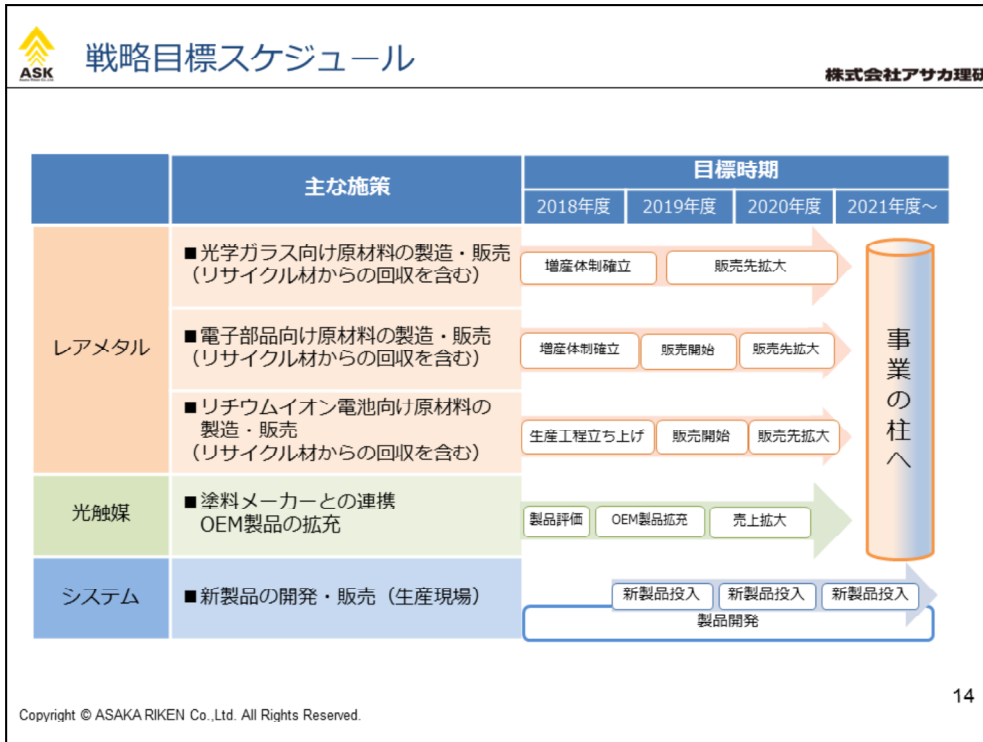 ASK
戦略目標スケジュール
株式会社アサカ理研
主な施策
目標時期
2018年度
2019年度
2020年度
2021年度～
レアメタル
■光学ガラス向け原材料の製造・販売
（リサイクル材からの回収を含む）
増産体制確立
販売先拡大
■電子部品向け原材料の製造・販売
（リサイクル材からの回収を含む）
増産体制確立
販売開始
販売先拡大
■リチウムイオン電池向け原材料の
製造・販売
（リサイクル材からの回収を含む）
生産工程立ち上げ
販売開始
販売先拡大
事業の柱へ
光触媒
■塗料メーカーとの連携
OEM製品の拡充
製品評価
OEM製品拡充
売上拡大
システム
■新製品の開発・販売（生産現場）
新製品投入
新製品投入
新製品投入
製品開発
14
Copyright © ASAKA RIKEN Co.,Ltd. All Rights Reserved.